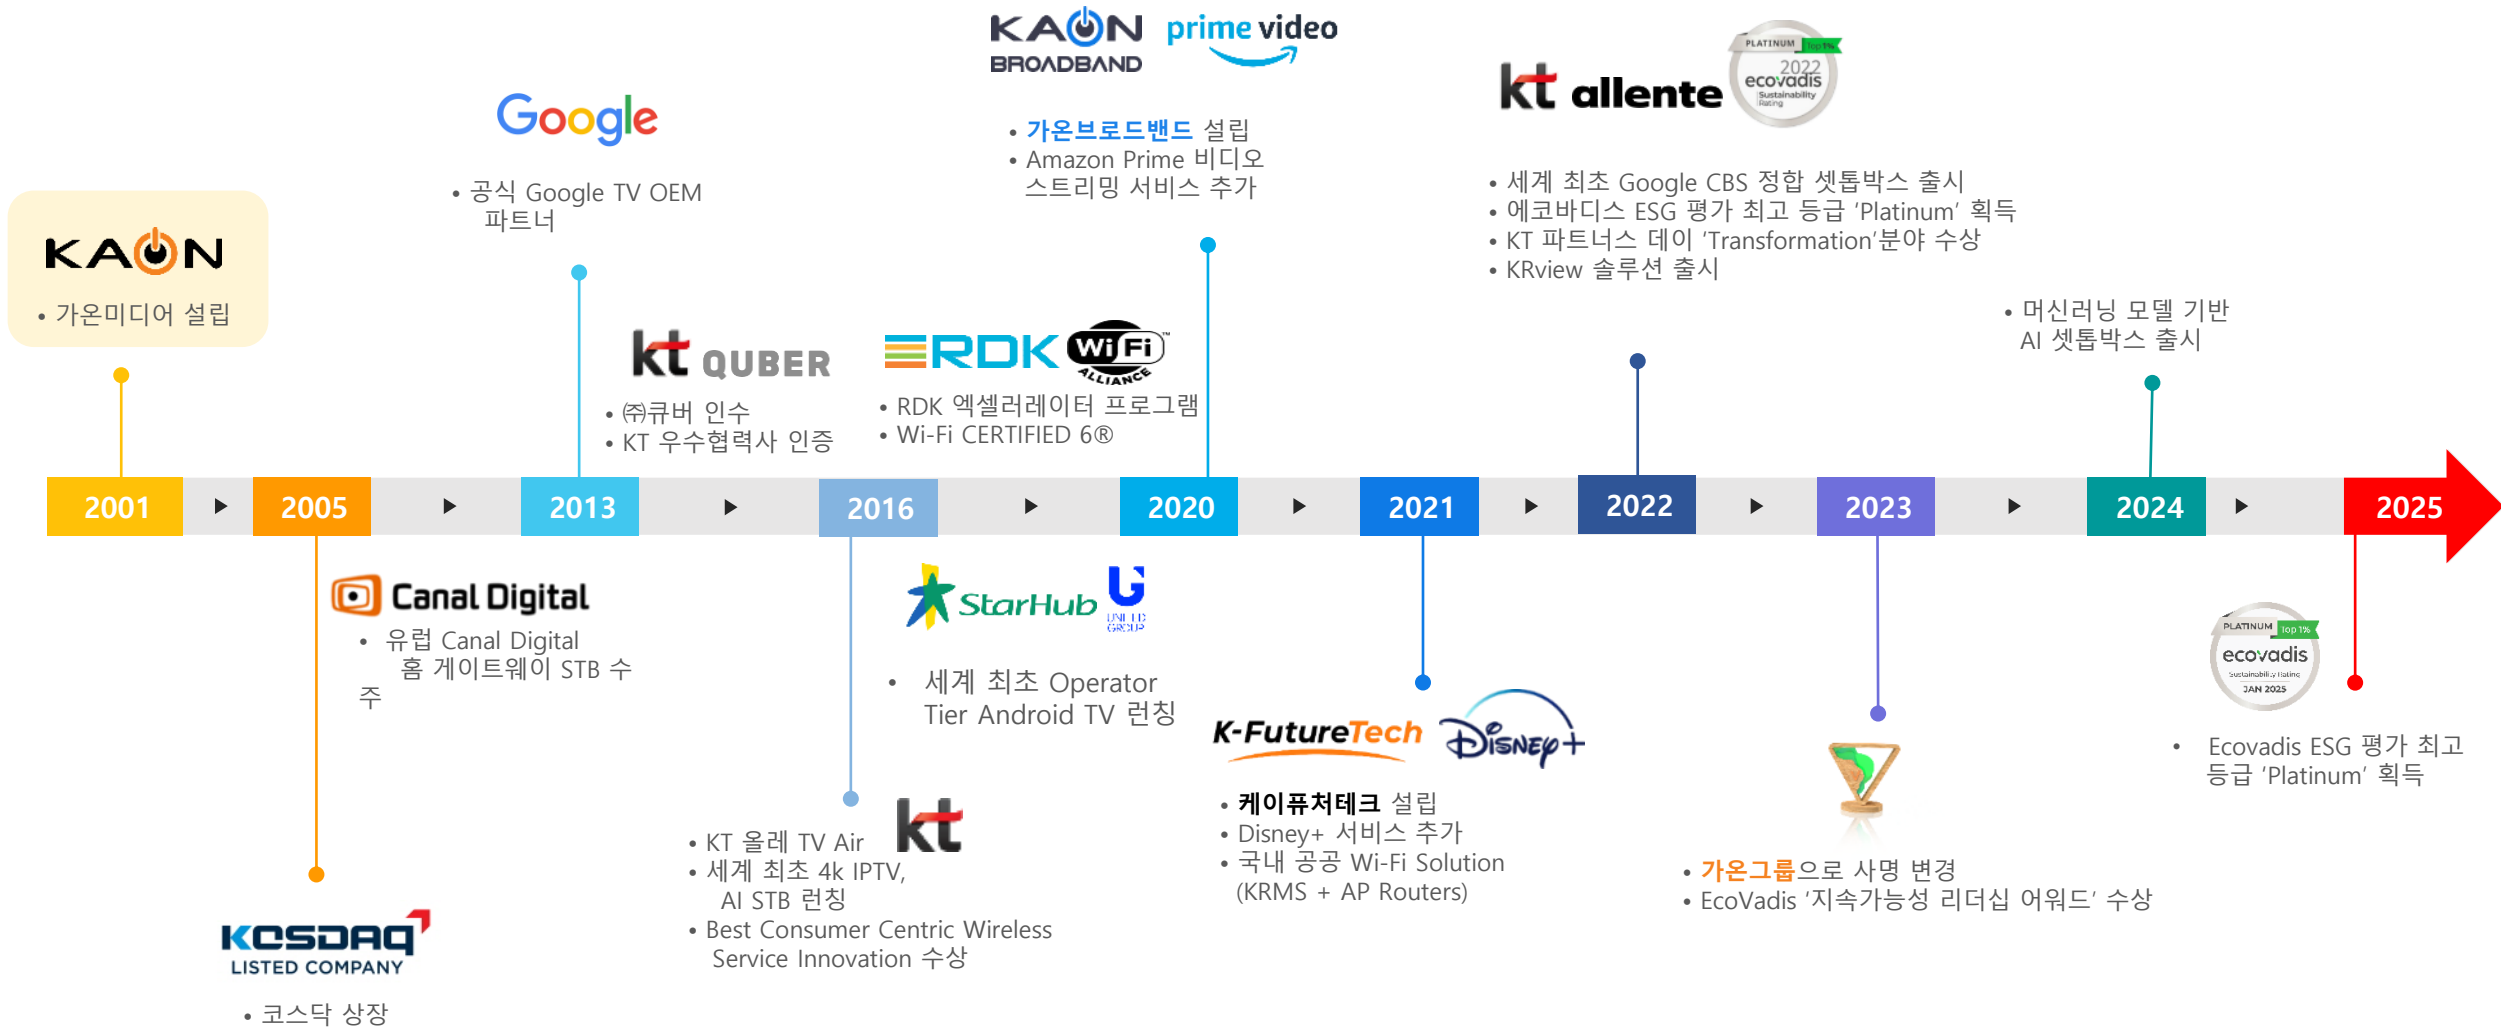 KAON
• 가온미디어 설립
Google
• 공식 Google TV OEM
파트너
kt QUBER
• ㈜큐버 인수
• KT 우수협력사 인증
RDK Wi Fi ALLIANCE ™
• RDK 엑셀러레이터 프로그램
• Wi-Fi CERTIFIED 6®
KAON
BROADBAND
prime video
• 가온브로드밴드 설립
• Amazon Prime 비디오
스트리밍 서비스 추가
kt allente
PLATINUM Top 1%
2022
ecovadis
Sustainability
Rating
• 세계 최초 Google CBS 정합 셋톱박스 출시
• 에코바디스 ESG 평가 최고 등급 ‘Platinum’ 획득
• KT 파트너스 데이 ‘Transformation’분야 수상
• KRview 솔루션 출시
• 머신러닝 모델 기반
AI 셋톱박스 출시
2001
2005
2013
2016
2020
2021
2022
2023
2024
2025
KOSDAQ
LISTED COMPANY
• 코스닥 상장
Canal Digital
• 유럽 Canal Digital
홈 게이트웨이 STB 수
주
kt
• KT 올레 TV Air
• 세계 최초 4k IPTV,
AI STB 런칭
• Best Consumer Centric Wireless
Service Innovation 수상
StarHub
UNITED
GROUP
• 세계 최초 Operator
Tier Android TV 런칭
K-FutureTech
Disney+
• 케이퓨처테크 설립
• Disney+ 서비스 추가
• 국내 공공 Wi-Fi Solution
(KRMS + AP Routers)
• 가온그룹으로 사명 변경
• EcoVadis ‘지속가능성 리더십 어워드’ 수상
PLATINUM Top 1%
ecovadis
Sustainability Rating
JAN 2025
• Ecovadis ESG 평가 최고
등급 ‘Platinum’ 획득